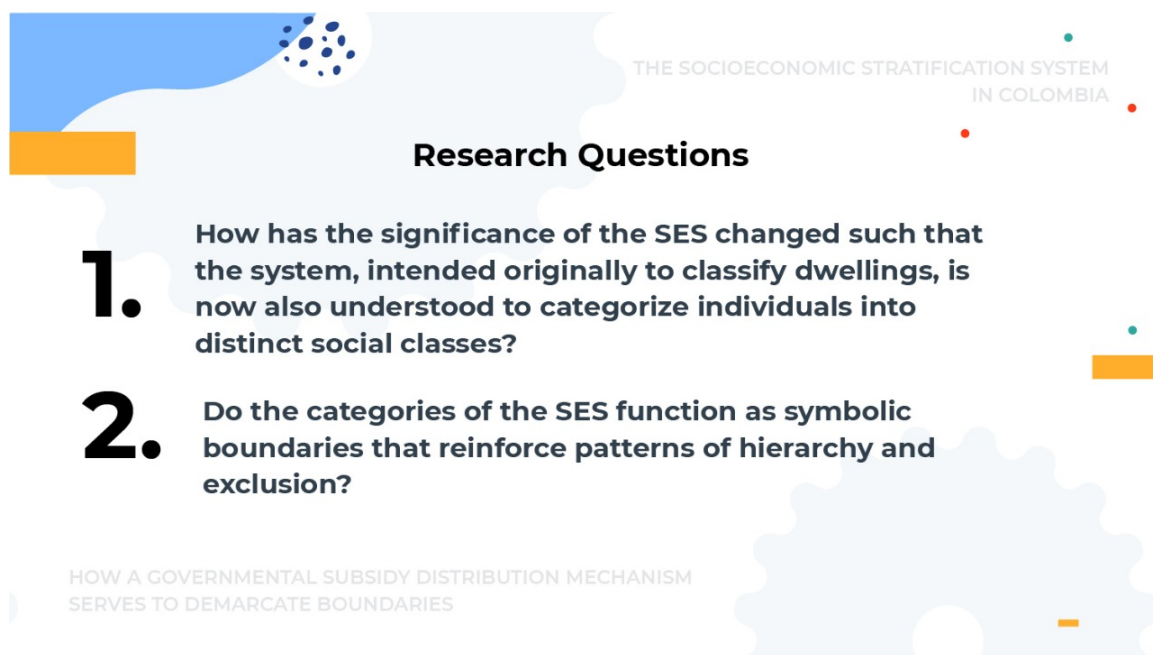 THE SOCIOECONOMIC STRATIFICATION SYSTEM
IN COLOMBIA
Research Questions
1.
How has the significance of the SES changed such that
the system, intended originally to classify dwellings, is
now also understood to categorize individuals into
distinct social classes?
2.
Do the categories of the SES function as symbolic
boundaries that reinforce patterns of hierarchy and
exclusion?
HOW A GOVERNMENTAL SUBSIDY DISTRIBUTION MECHANISM
SERVES TO DEMARCATE BOUNDARIES